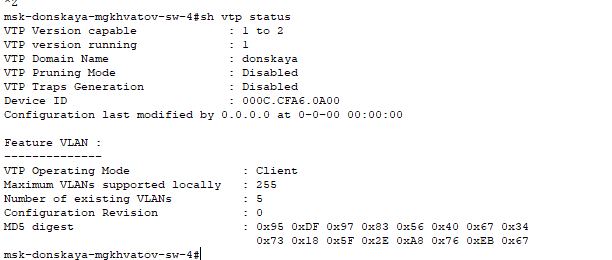 ^Z
msk-donskaya-mgkhvatov-sw-4#sh vtp status
VTP Version capable : 1 to 2
VTP version running : 1
VTP Domain Name : donskaya
VTP Pruning Mode : Disabled
VTP Traps Generation : Disabled
Device ID : 000C.CFA6.0A00
Configuration last modified by 0.0.0.0 at 0-0-00 00:00:00
Feature VLAN :
--------------
VTP Operating Mode : Client
Maximum VLANs supported locally : 255
Number of existing VLANs : 5
Configuration Revision : 0
MD5 digest : 0x95 0xDF 0x97 0x83 0x56 0x40 0x67 0x34
0x73 0x18 0x5F 0x2E 0xA8 0x76 0xEB 0x67
msk-donskaya-mgkhvatov-sw-4#